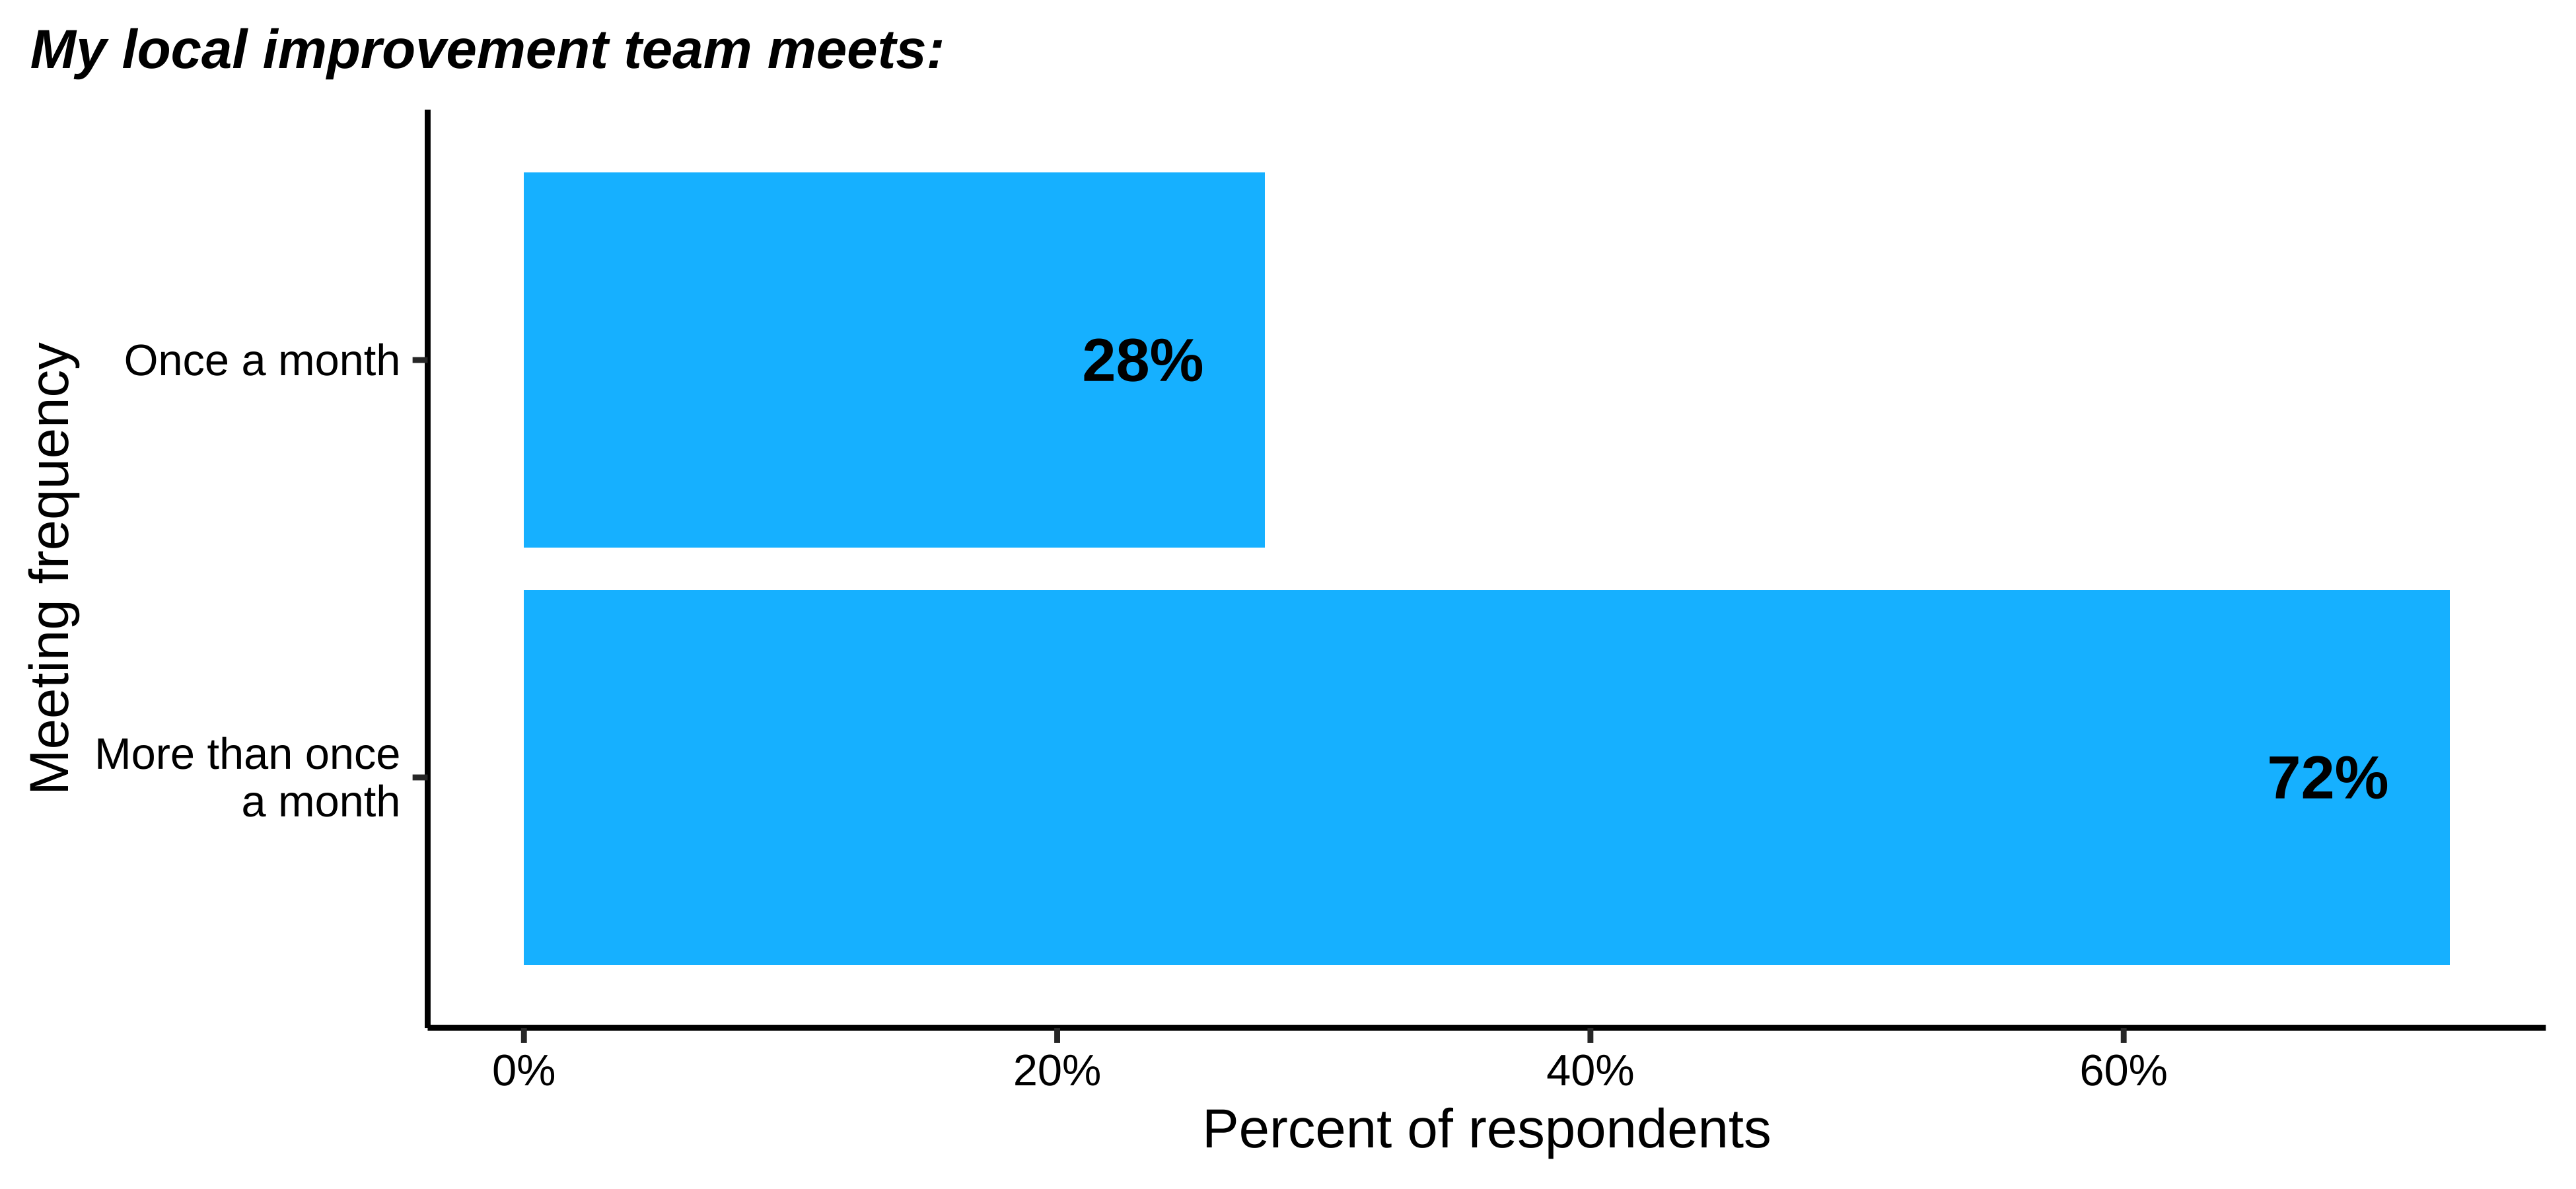 My local improvement team meets:
Meeting frequency
Once a month
28%
More than once
a month
72%
0%
20%
40%
60%
Percent of respondents